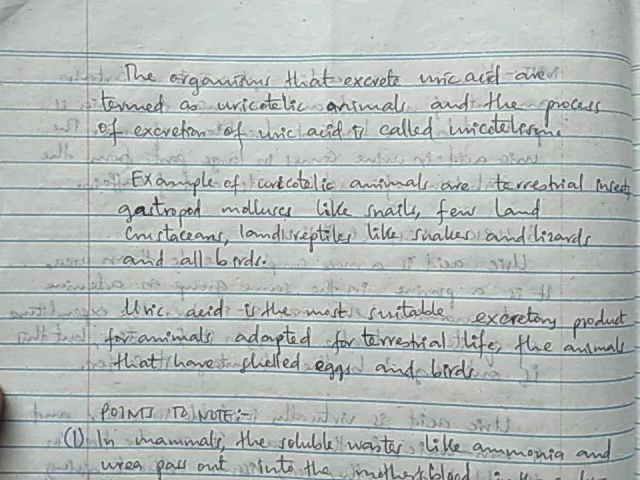 The organisms that excrete uric acid are
termed as uricotelic animals and the process
of excretion of uric acid is called uricotelism.
Example of uricotelic animals are terrestrial insects,
gastropod molluscs like snails, few land
crustaceans, land reptiles like snakes and lizards
and all birds.
Uric acid is the most suitable excretory product
for animals adapted for terrestrial life, the animals
that have shelled eggs and birds.
POINTS TO NOTE:-
(1) In mammals, the soluble wastes like ammonia and
urea pass out into the mother's blood